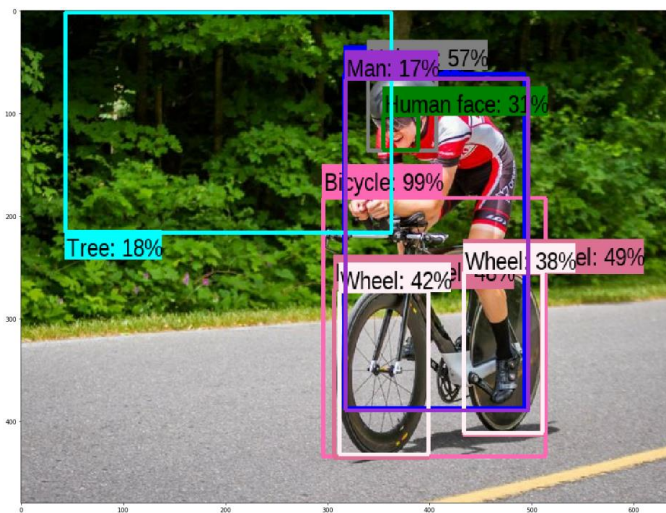 0
57%
Man: 17%
Human face: 31%
100
Bicycle: 99%
200
Tree: 18%
Wheel: 38%
el: 49%
Wheel: 42%
300
400
0 100 200 300 400 500 600